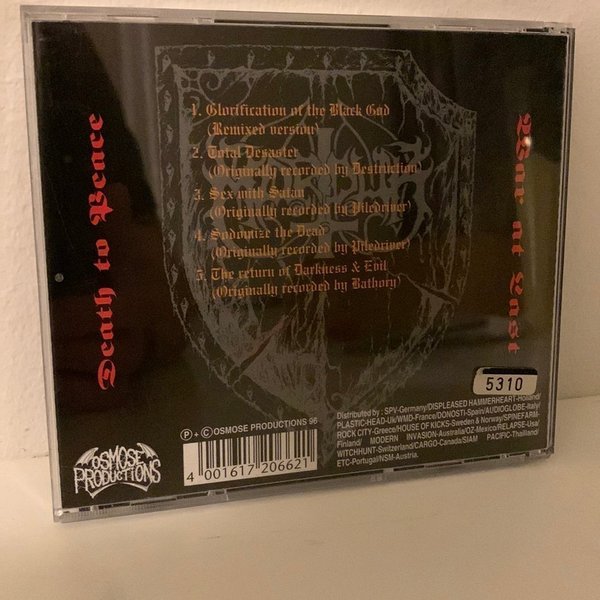 1. Glorification of the Black God
(Remixed version)
2. Total Desaster
(Originally recorded by Destruction)
3. Sex with Satan
(Originally recorded by Piledriver)
4. Sodomize the Dead
(Originally recorded by Piledriver)
5. The return of Darkness & Evil
(Originally recorded by Bathory)
Death to Peace
War at Last
5310
Distributed by : SPV-Germany/DISPLEASED HAMMERHEART-Holland/
PLASTIC-HEAD-Uk/WMD-France/DONOSTI-Spain/AUDIOGLOBE-Italy/
ROCK CITY-Greece/HOUSE OF KICKS-Sweden & Norway/SPINEFARM-
Finland/ MODERN INVASION-Australia/OZ-Mexico/RELAPSE-Usa/
WITCHHUNT-Switzerland/CARGO-Canada/SIAM PACIFIC-Thailland/
ETC-Portugal/NSM-Austria.
Ⓟ + © OSMOSE PRODUCTIONS 96
4 001617 206621
OSMOSE
PRODUCTIONS